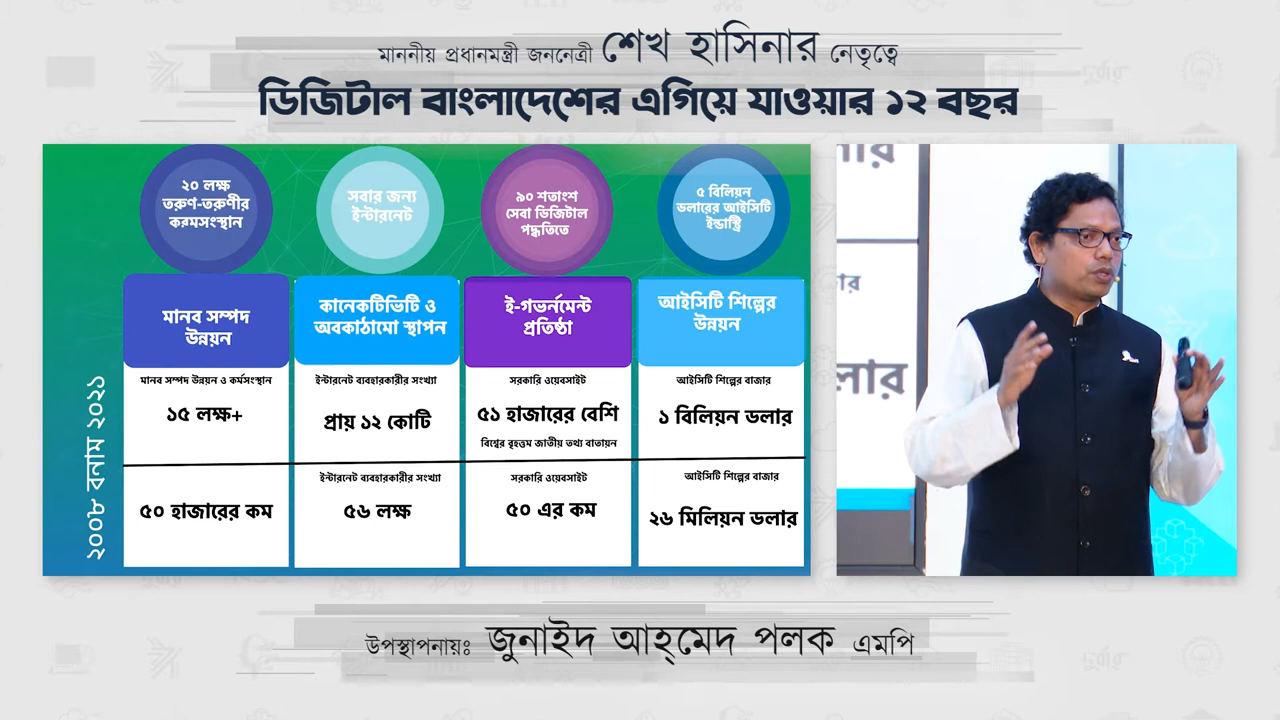 মাননীয় প্রধানমন্ত্রী জননেত্রী শেখ হাসিনার নেতৃত্বে
ডিজিটাল বাংলাদেশের এগিয়ে যাওয়ার ১২ বছর
২০ লক্ষ
তরুণ-তরুণীর
করমসংস্থান
সবার জন্য
ইন্টারনেট
৯০ শতাংশ
সেবা ডিজিটাল
পদ্ধতিতে
৫ বিলিয়ন
ডলারের আইসিটি
ইন্ডাস্ট্রি
মানব সম্পদ
উন্নয়ন
কানেকটিভিটি ও
অবকাঠামো স্থাপন
ই-গভর্নমেন্ট
প্রতিষ্ঠা
আইসিটি শিল্পের
উন্নয়ন
২০০৮ বনাম ২০২১
মানব সম্পদ উন্নয়ন ও কর্মসংস্থান
১৫ লক্ষ+
ইন্টারনেট ব্যবহারকারীর সংখ্যা
প্রায় ১২ কোটি
সরকারি ওয়েবসাইট
৫১ হাজারের বেশি
বিশ্বের বৃহত্তম জাতীয় তথ্য বাতায়ন
আইসিটি শিল্পের বাজার
১ বিলিয়ন ডলার
৫০ হাজারের কম
ইন্টারনেট ব্যবহারকারীর সংখ্যা
৫৬ লক্ষ
সরকারি ওয়েবসাইট
৫০ এর কম
আইসিটি শিল্পের বাজার
২৬ মিলিয়ন ডলার
উপস্থাপনায়ঃ জুনাইদ আহ্‌মেদ পলক এমপি